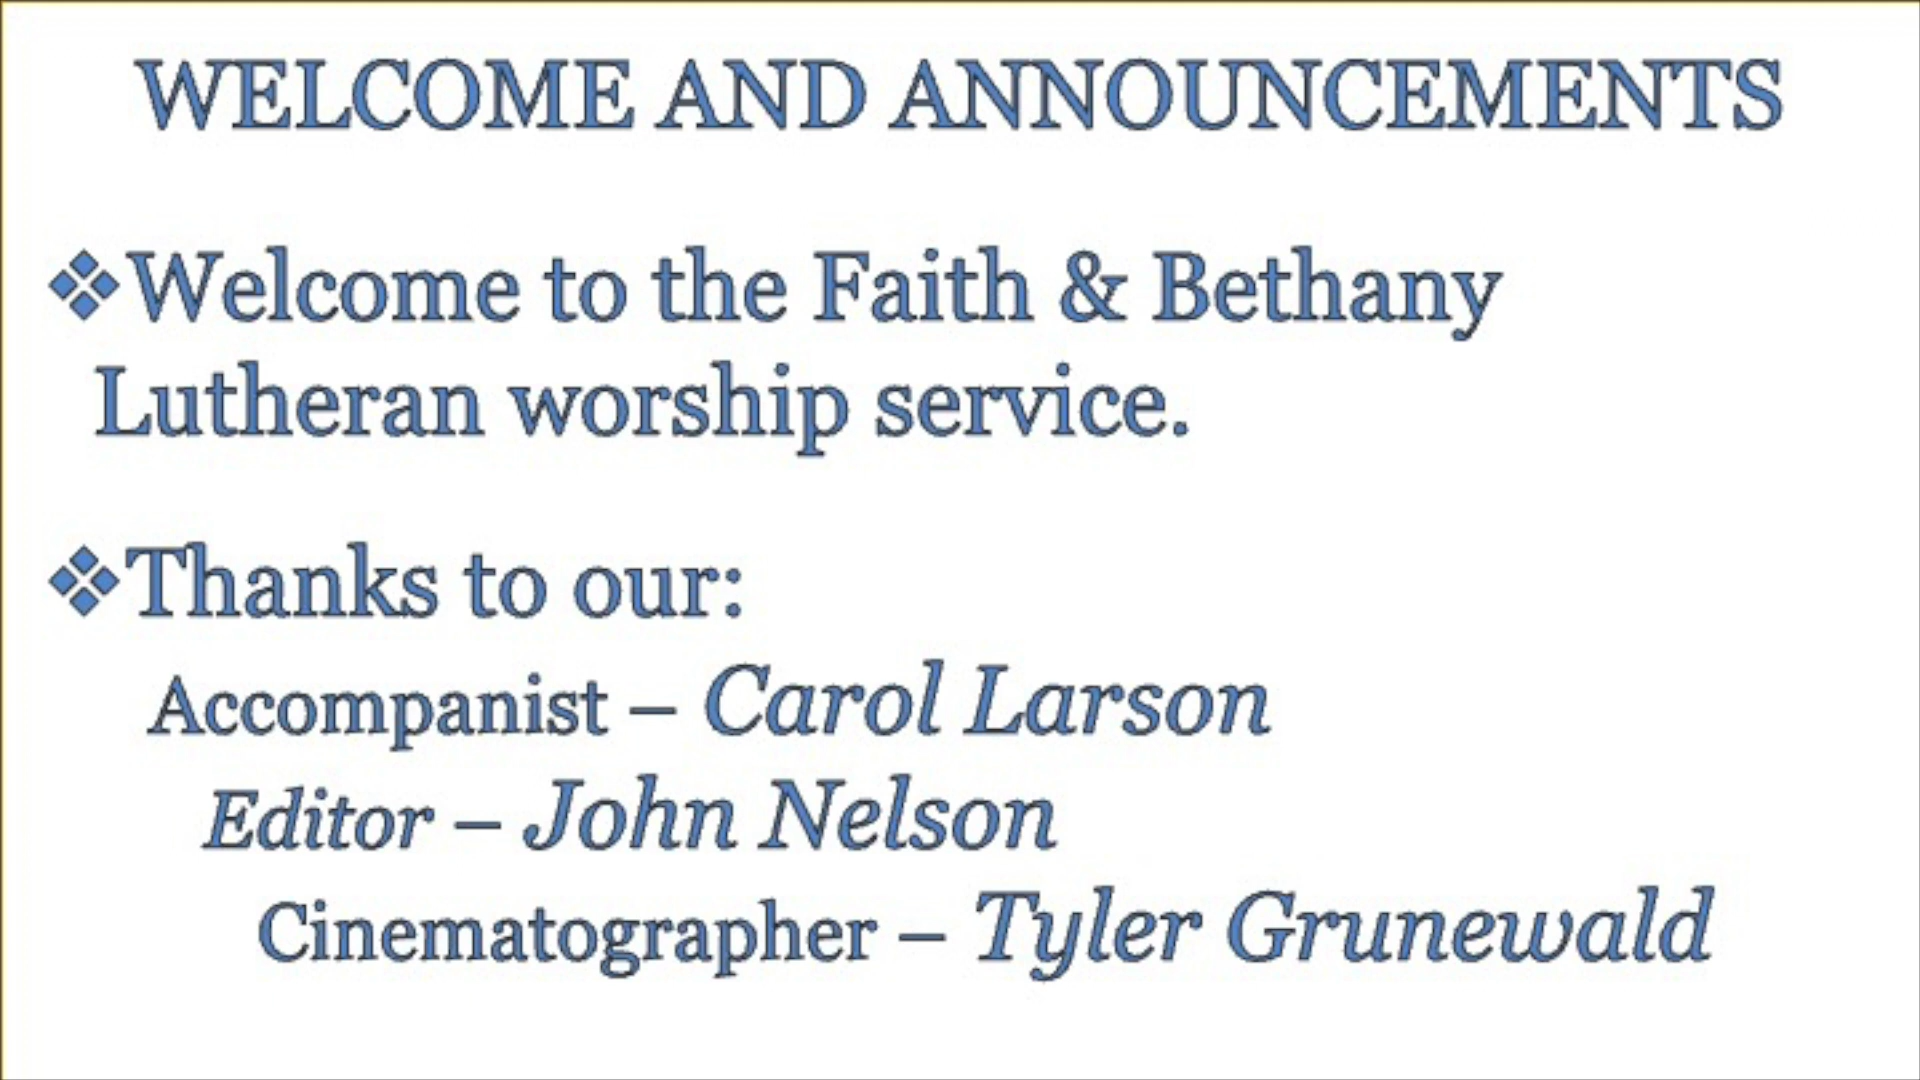 WELCOME AND ANNOUNCEMENTS
❖Welcome to the Faith & Bethany
Lutheran worship service.
❖Thanks to our:
Accompanist – Carol Larson
Editor – John Nelson
Cinematographer – Tyler Grunewald